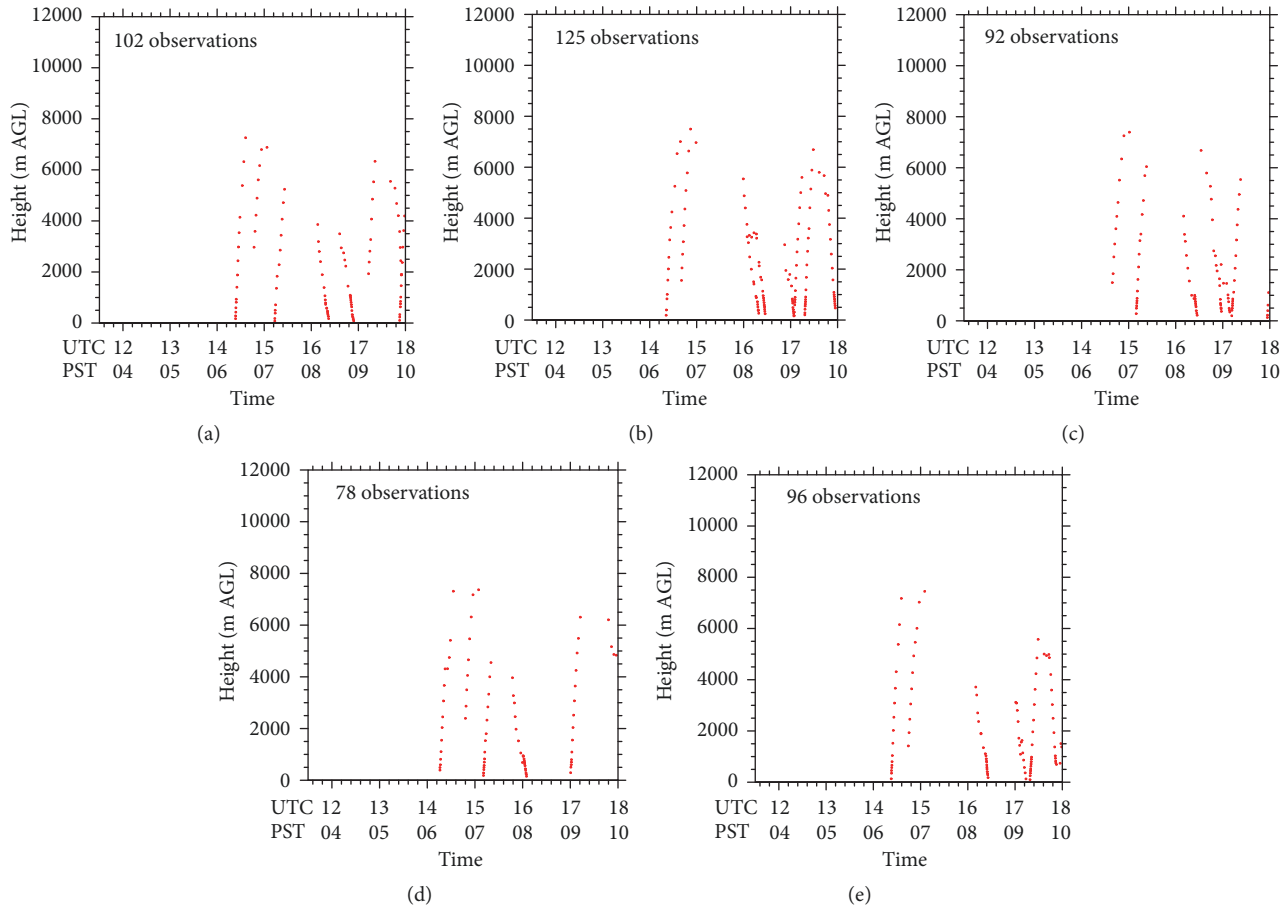 12000
10000
8000
6000
4000
2000
0
Height (m AGL)
102 observations
UTC 12 13 14 15 16 17 18
PST 04 05 06 07 08 09 10
Time
(a)
12000
10000
8000
6000
4000
2000
0
Height (m AGL)
125 observations
UTC 12 13 14 15 16 17 18
PST 04 05 06 07 08 09 10
Time
(b)
12000
10000
8000
6000
4000
2000
0
Height (m AGL)
92 observations
UTC 12 13 14 15 16 17 18
PST 04 05 06 07 08 09 10
Time
(c)
12000
10000
8000
6000
4000
2000
0
Height (m AGL)
78 observations
UTC 12 13 14 15 16 17 18
PST 04 05 06 07 08 09 10
Time
(d)
12000
10000
8000
6000
4000
2000
0
Height (m AGL)
96 observations
UTC 12 13 14 15 16 17 18
PST 04 05 06 07 08 09 10
Time
(e)